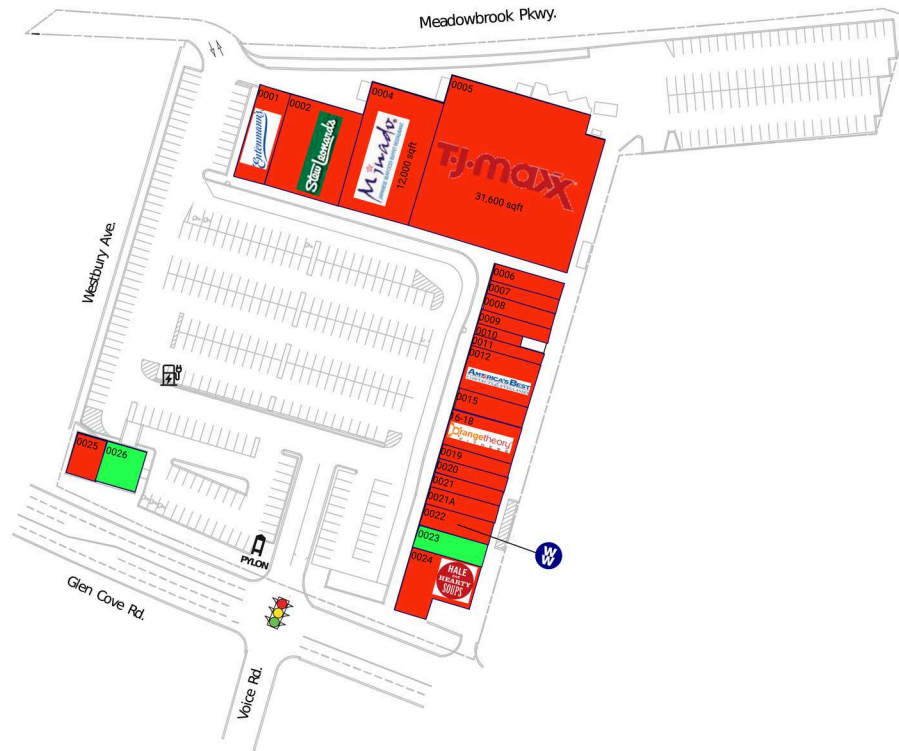 Meadowbrook Pkwy.
0001
0002
0004
0005
Entenmann's
Stew Leonard's
Minado
12,000 sqft
T.J.maxx
31,600 sqft
Westbury Ave.
0006
0007
0008
0009
0010
0011
0012
AMERICA'S BEST
0015
16-18
Orangetheory
0019
0020
0021
0021A
0022
0023
0024
WW
HALE
AND
HEARTY
SOUPS
0025
0026
PYLON
Glen Cove Rd.
Voice Rd.